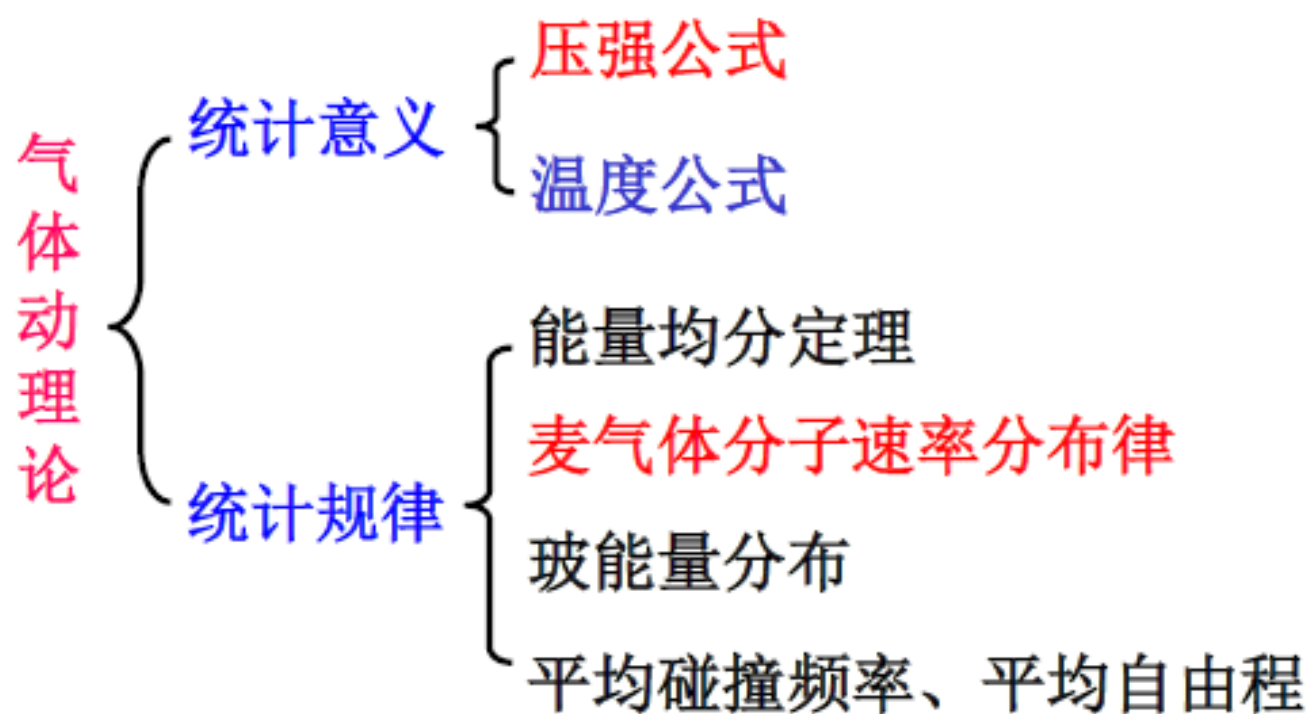 气体动理论
统计意义
压强公式
温度公式
统计规律
能量均分定理
麦气体分子速率分布律
玻能量分布
平均碰撞频率、平均自由程